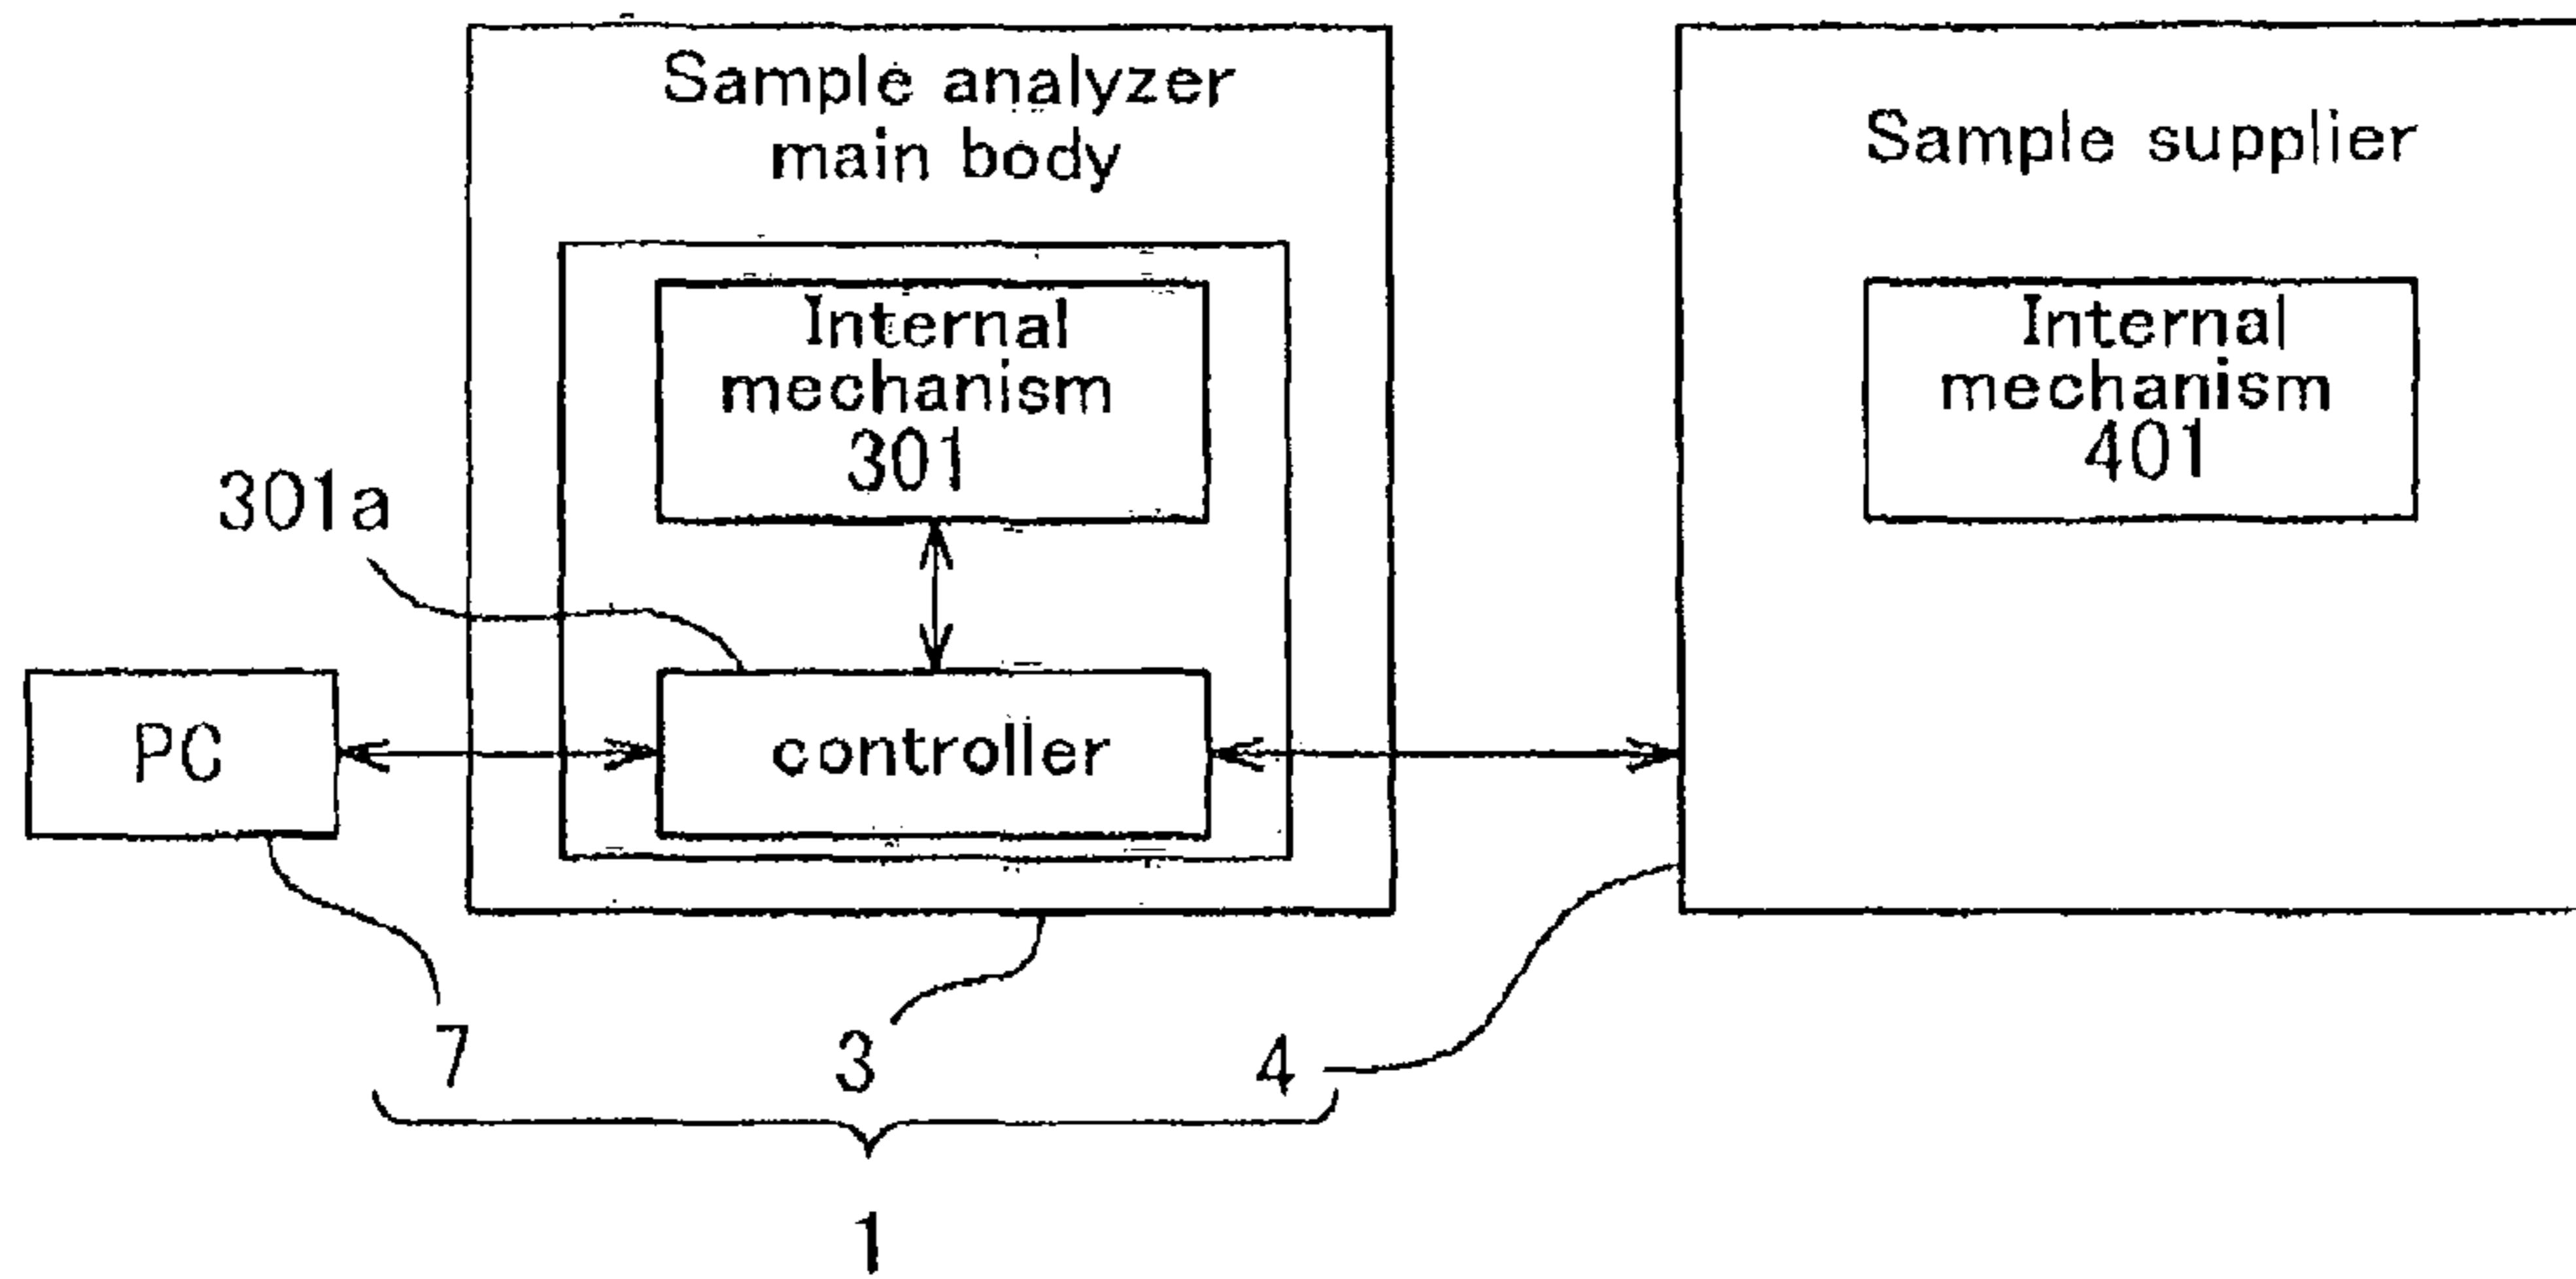 Sample analyzer
main body
Internal
mechanism
301
301a
controller
PC
Sample supplier
Internal
mechanism
401
7
3
4
1